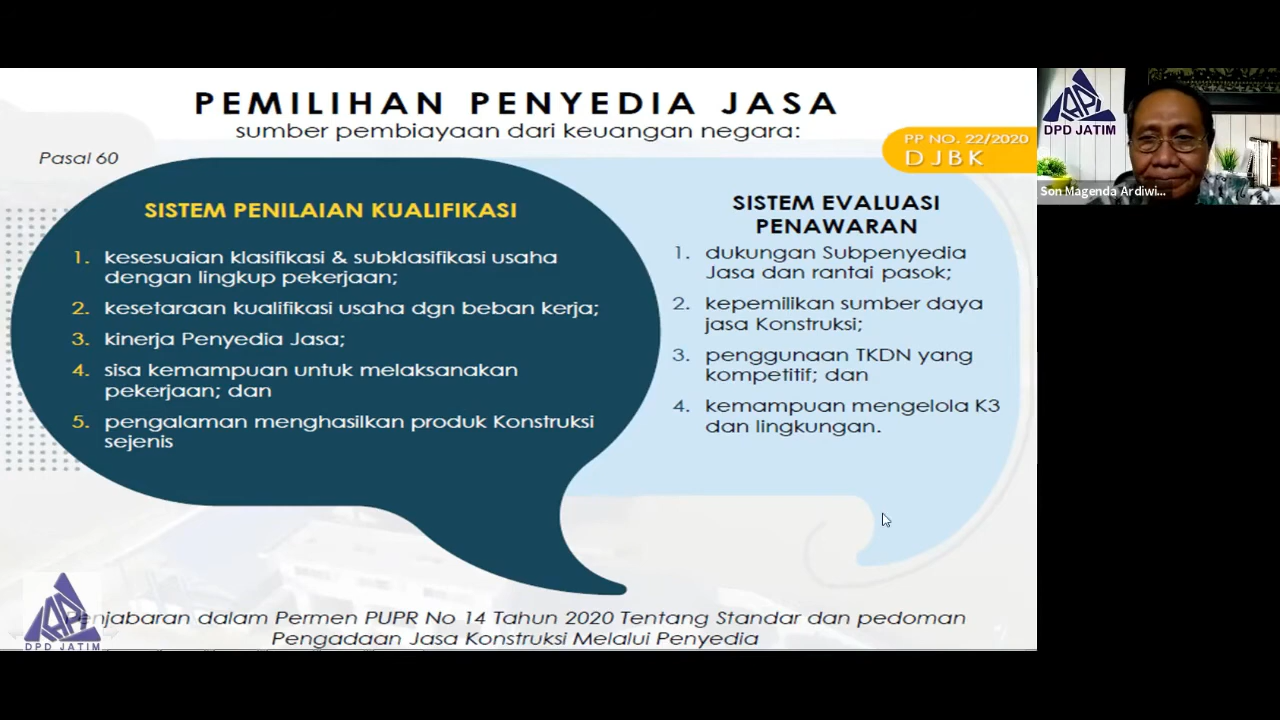 PEMILIHAN PENYEDIA JASA
sumber pembiayaan dari keuangan negara:
Pasal 60
PP NO. 22/2020
DJBK
SISTEM PENILAIAN KUALIFIKASI
1. kesesuaian klasifikasi & subklasifikasi usaha
dengan lingkup pekerjaan;
2. kesetaraan kualifikasi usaha dgn beban kerja;
3. kinerja Penyedia Jasa;
4. sisa kemampuan untuk melaksanakan
pekerjaan; dan
5. pengalaman menghasilkan produk Konstruksi
sejenis
SISTEM EVALUASI
PENAWARAN
1. dukungan Subpenyedia
Jasa dan rantai pasok;
2. kepemilikan sumber daya
jasa Konstruksi;
3. penggunaan TKDN yang
kompetitif; dan
4. kemampuan mengelola K3
dan lingkungan.
Penjabaran dalam Permen PUPR No 14 Tahun 2020 Tentang Standar dan pedoman
Pengadaan Jasa Konstruksi Melalui Penyedia
API
DPD JATIM
API
DPD JATIM
Son Magenda Ardiwi...